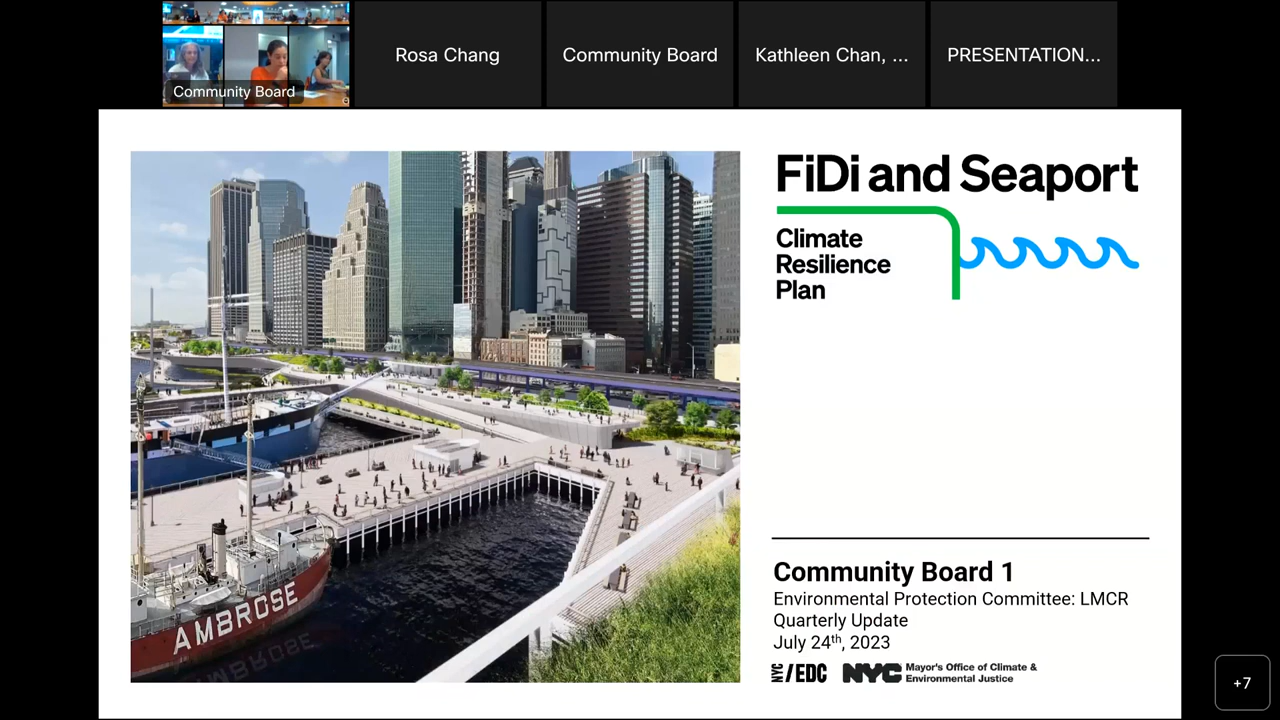 Rosa Chang
Community Board
Kathleen Chan, ...
PRESENTATION...
Community Board
FiDi and Seaport
Climate
Resilience
Plan
AMBROSE
Community Board 1
Environmental Protection Committee: LMCR
Quarterly Update
July 24th, 2023
NYC/EDC
NYC Mayor's Office of Climate &
Environmental Justice
+7